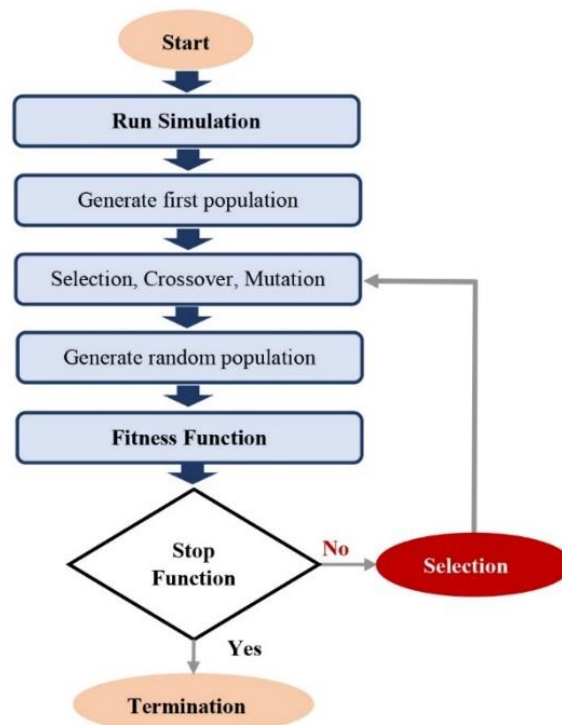 Start
Run Simulation
Generate first population
Selection, Crossover, Mutation
Generate random population
Fitness Function
Stop
Function
No
Selection
Yes
Termination